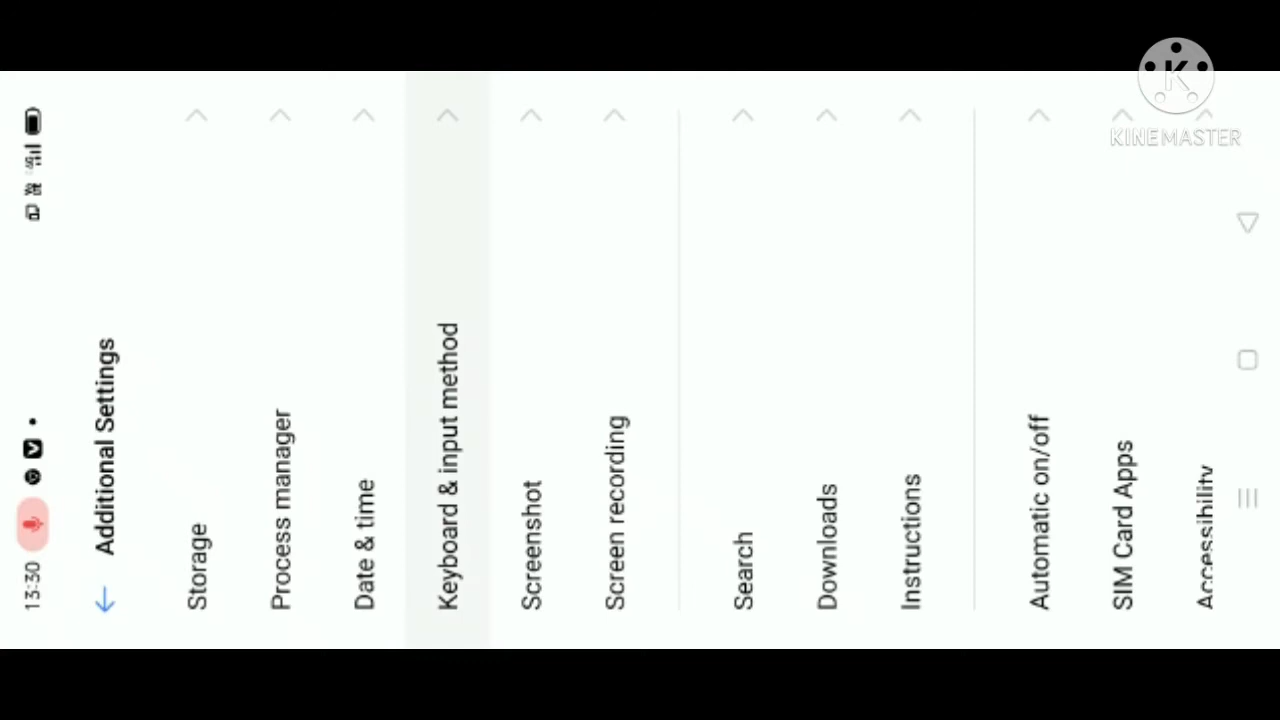 13:30
Additional Settings
Storage
Process manager
Date & time
Keyboard & input method
Screenshot
Screen recording
Search
Downloads
Instructions
Automatic on/off
SIM Card Apps
Accessibility
K
KINEMASTER